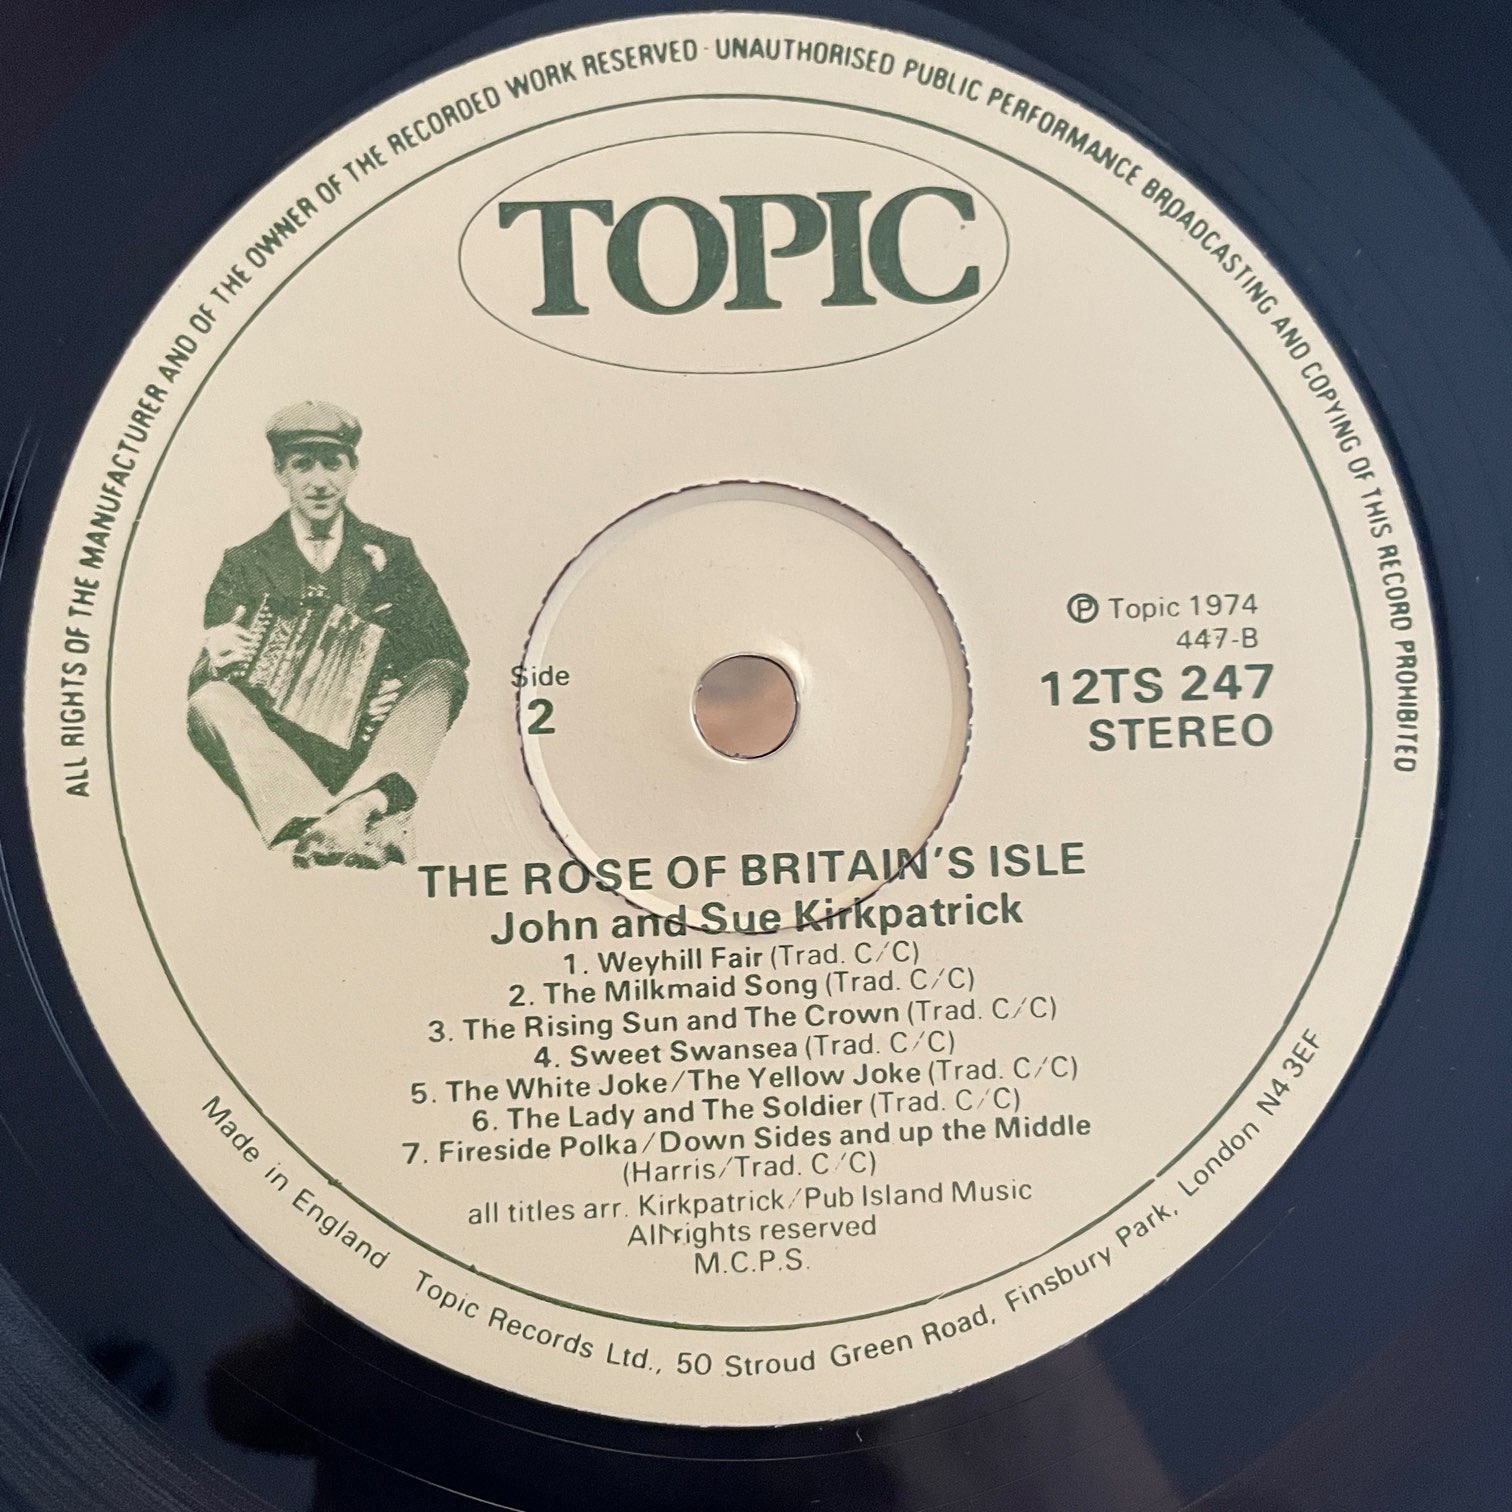 ALL RIGHTS OF THE MANUFACTURER AND OF THE OWNER OF THE RECORDED WORK RESERVED · UNAUTHORISED PUBLIC PERFORMANCE BROADCASTING AND COPYING OF THIS RECORD PROHIBITED
TOPIC
℗ Topic 1974
447-B
12TS 247
STEREO
Side
2
THE ROSE OF BRITAIN'S ISLE
John and Sue Kirkpatrick
1. Weyhill Fair (Trad. C/C)
2. The Milkmaid Song (Trad. C/C)
3. The Rising Sun and The Crown (Trad. C/C)
4. Sweet Swansea (Trad. C/C)
5. The White Joke/The Yellow Joke (Trad. C/C)
6. The Lady and The Soldier (Trad. C/C)
7. Fireside Polka/Down Sides and up the Middle
(Harris/Trad. C/C)
all titles arr. Kirkpatrick/Pub Island Music
All rights reserved
M.C.P.S.
Made in England Topic Records Ltd., 50 Stroud Green Road, Finsbury Park, London N4 3EF